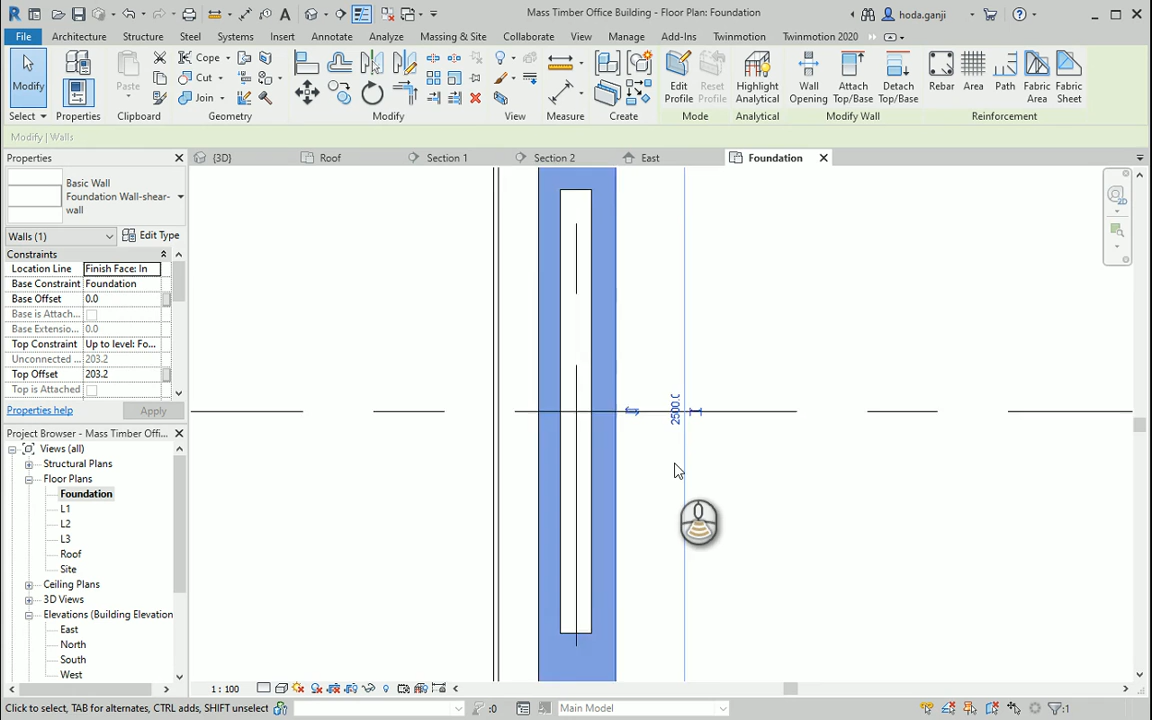 Mass Timber Office Building - Floor Plan: Foundation
hoda.ganji
File Architecture Structure Steel Systems Insert Annotate Analyze Massing & Site Collaborate View Manage Add-Ins Twinmotion Twinmotion 2020
Modify
Paste
Cope
Cut
Join
Edit Profile
Reset Profile
Highlight Analytical
Wall Opening
Attach Top/Base
Detach Top/Base
Rebar
Area
Path
Fabric Area
Fabric Sheet
Select Properties Clipboard Geometry Modify View Measure Create Mode Analytical Modify Wall Reinforcement
Modify | Walls
Properties
{3D} Roof Section 1 Section 2 East Foundation
Basic Wall
Foundation Wall-shear-
wall
Walls (1) Edit Type
Constraints
Location Line Finish Face: In
Base Constraint Foundation
Base Offset 0.0
Base is Attach...
Base Extensio... 0.0
Top Constraint Up to level: Fo...
Unconnected ... 203.2
Top Offset 203.2
Top is Attached
Properties help Apply
2500.0
Project Browser - Mass Timber Offi...
Views (all)
Structural Plans
Floor Plans
Foundation
L1
L2
L3
Roof
Site
Ceiling Plans
3D Views
Elevations (Building Elevation
East
North
South
West
1 : 100
Click to select, TAB for alternates, CTRL adds, SHIFT unselect :0 Main Model :1